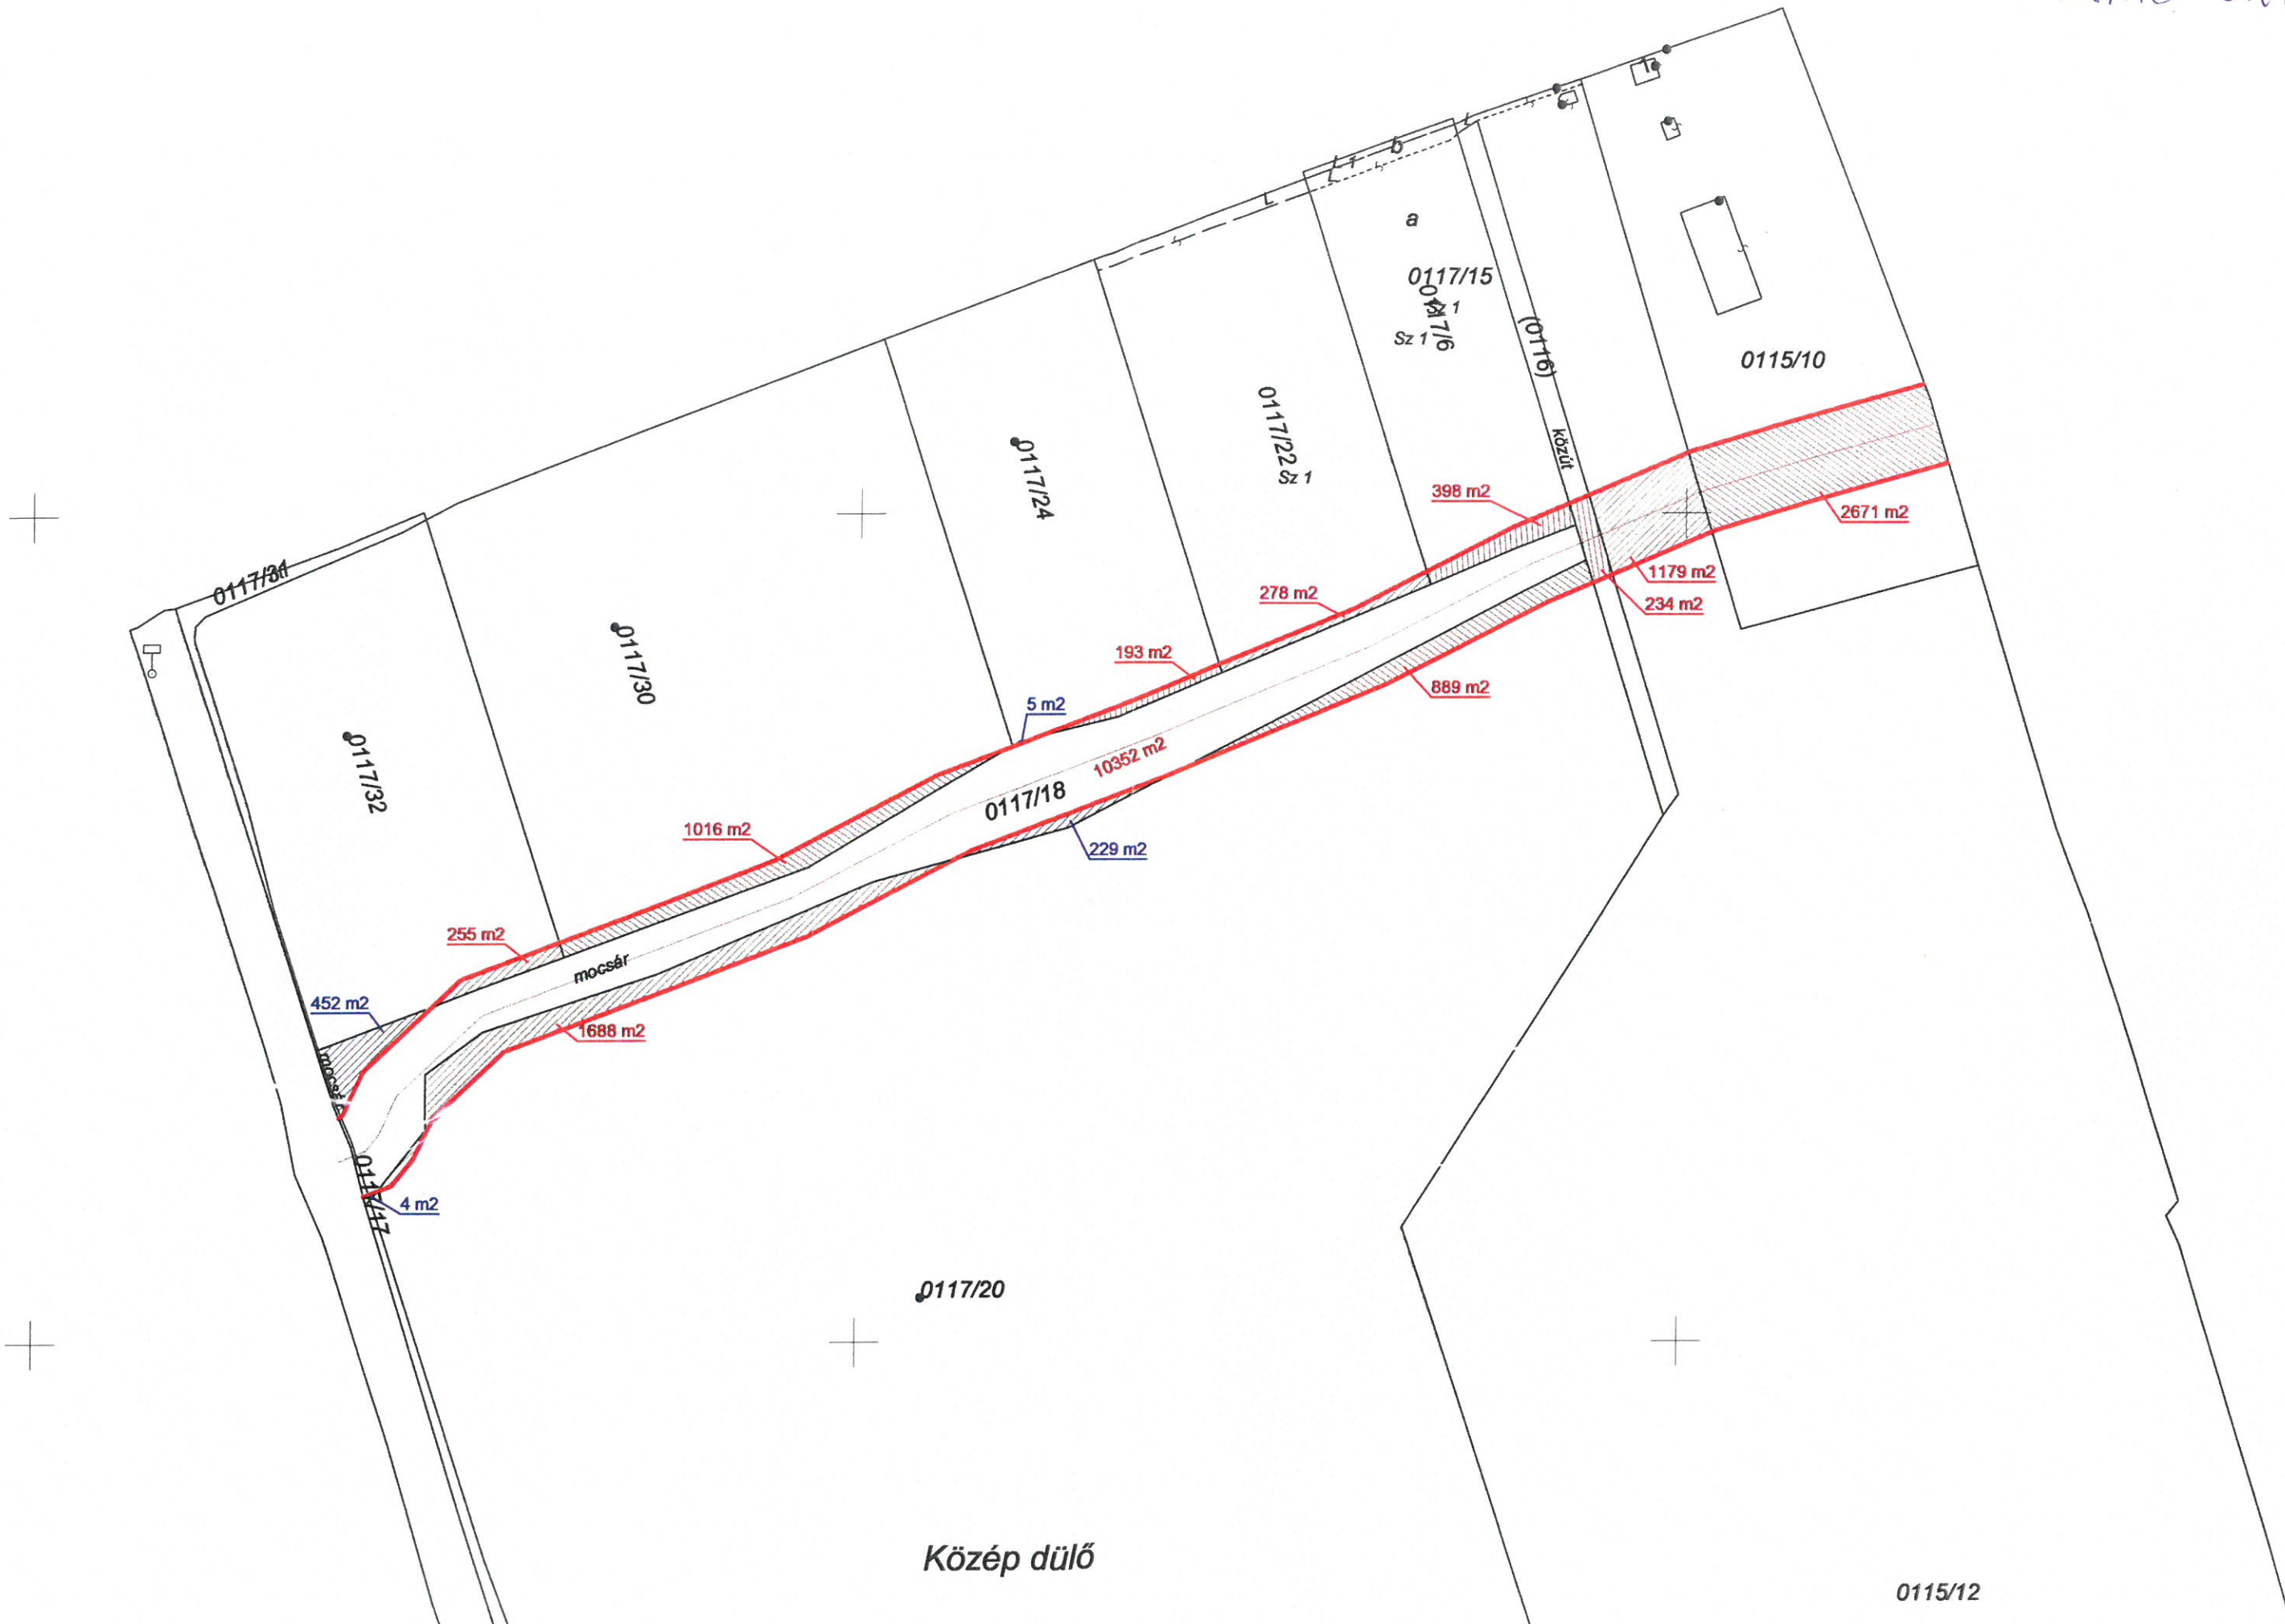 1
b
L 1
L
L
L
a
0117/15
Sz 1
0117/6
(0116)
0115/10
0117/22
Sz 1
közút
0117/24
398 m2
2671 m2
0117/31
278 m2
1179 m2
234 m2
0117/30
193 m2
889 m2
5 m2
0117/32
10352 m2
0117/18
1016 m2
229 m2
255 m2
mocsár
452 m2
1688 m2
0117/17
4 m2
0117/20
Közép dülő
0115/12